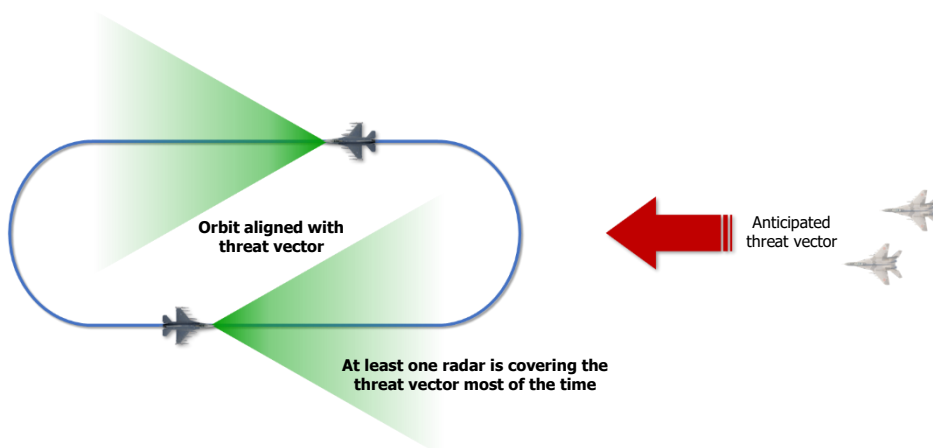 Orbit aligned with
threat vector
Anticipated
threat vector
At least one radar is covering the
threat vector most of the time